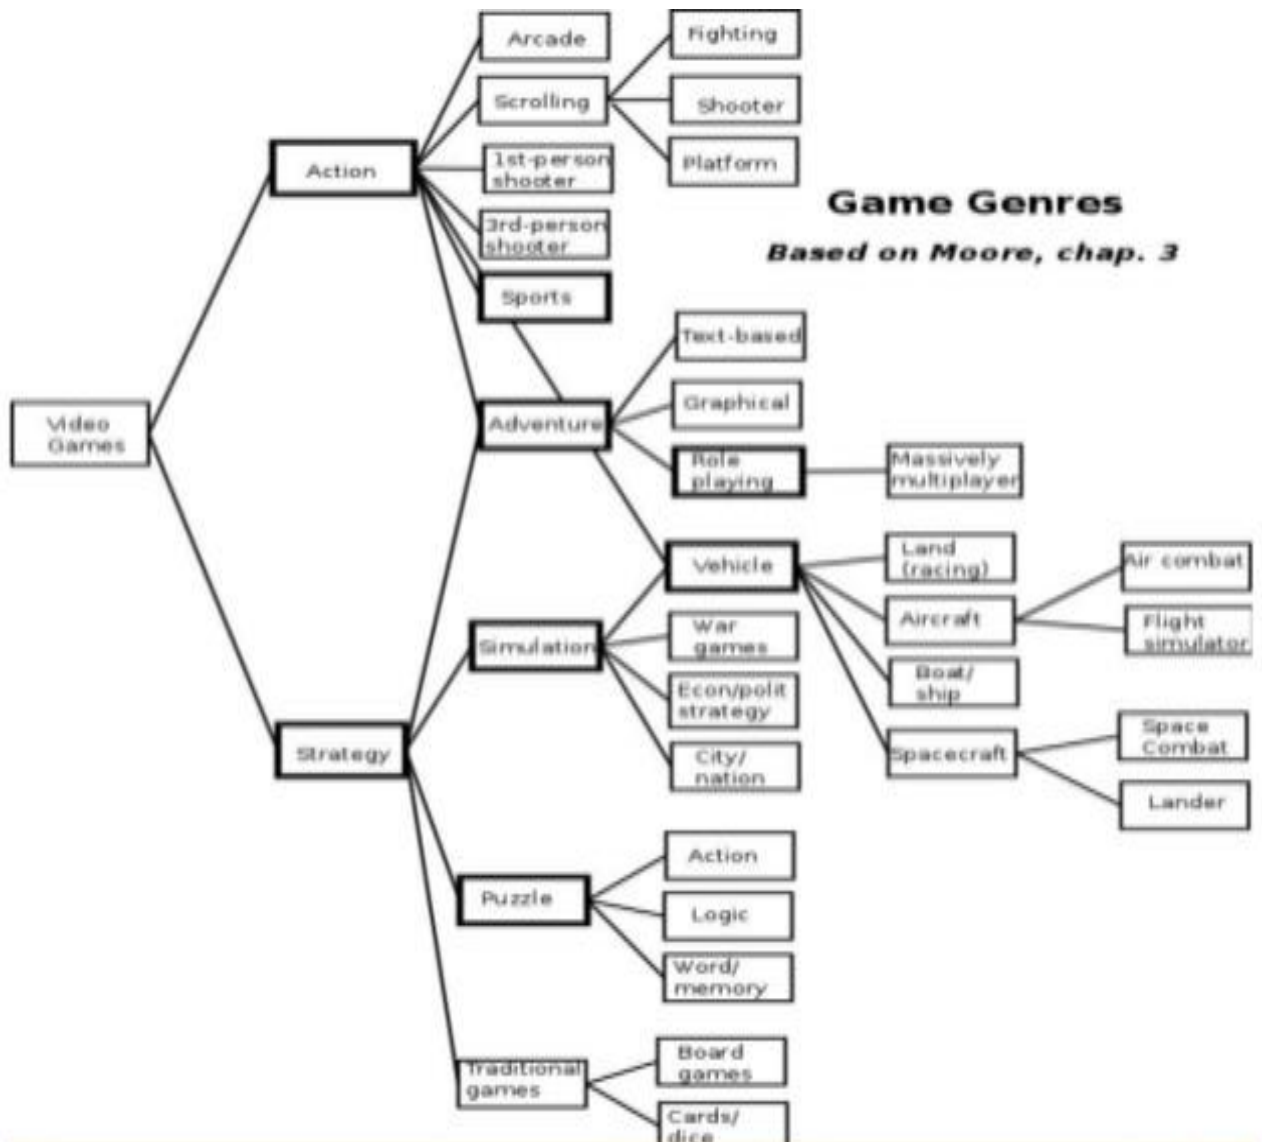 Arcade
Fighting
Scrolling
Shooter
Platform
Action
1st-person
shooter
3rd-person
shooter
Sports
Game Genres
Based on Moore, chap. 3
Text-based
Graphical
Video
Games
Adventure
Role
playing
Massively
multiplayer
Vehicle
Land
(racing)
Air combat
Aircraft
Flight
simulator
Simulation
War
games
Boat/
ship
Econ/polit
strategy
Strategy
City/
nation
Spacecraft
Space
Combat
Lander
Puzzle
Action
Logic
Word/
memory
Traditional
games
Board
games
Cards/
dice